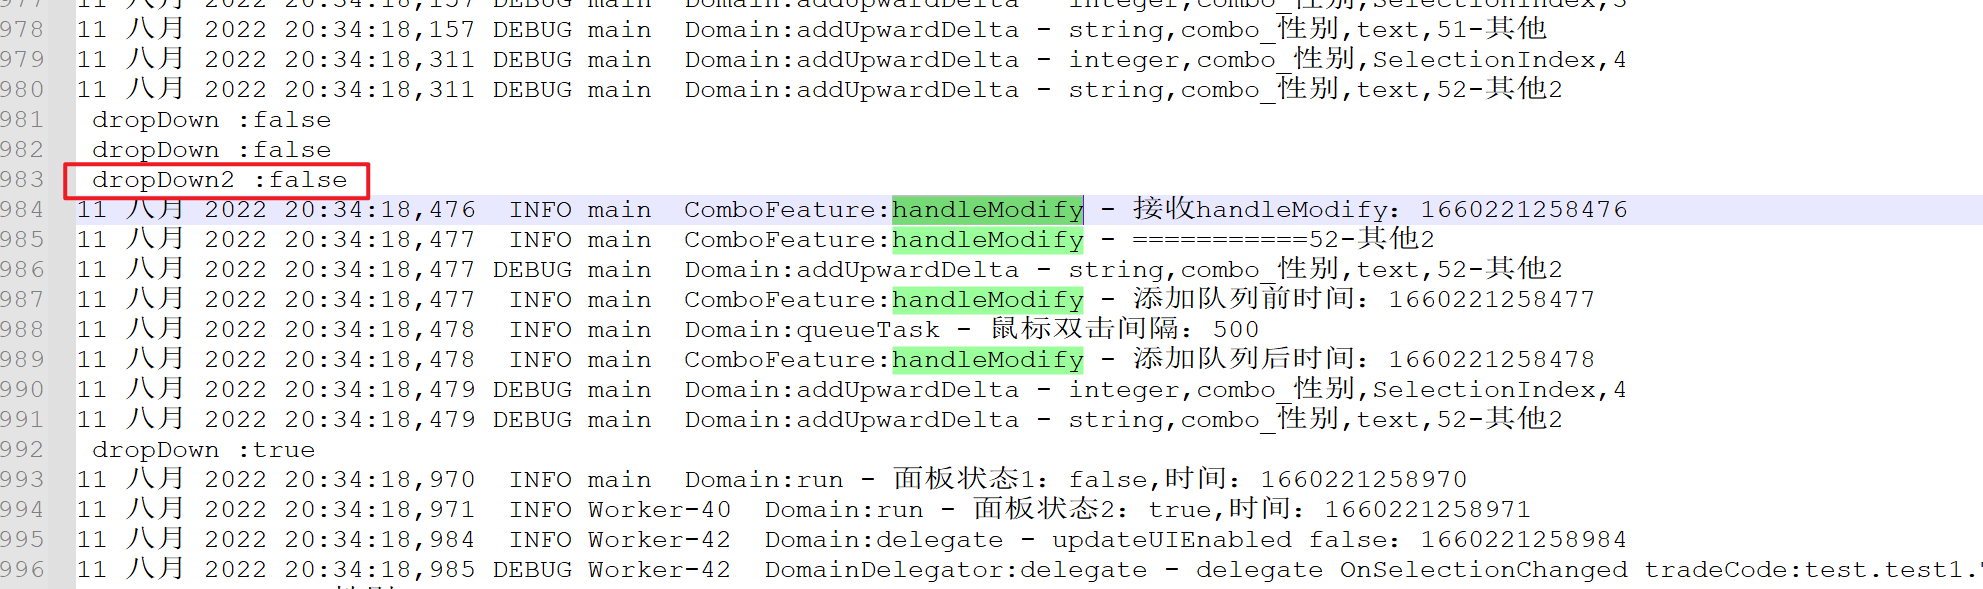 977 11 八月 2022 20:34:18,157 DEBUG main  Domain:addUpwardDelta - integer,combo_性别,SelectionIndex,3
978 11 八月 2022 20:34:18,157 DEBUG main  Domain:addUpwardDelta - string,combo_性别,text,51-其他
979 11 八月 2022 20:34:18,311 DEBUG main  Domain:addUpwardDelta - integer,combo_性别,SelectionIndex,4
980 11 八月 2022 20:34:18,311 DEBUG main  Domain:addUpwardDelta - string,combo_性别,text,52-其他2
981 dropDown :false
982 dropDown :false
983 dropDown2 :false
984 11 八月 2022 20:34:18,476  INFO main  ComboFeature:handleModify - 接收handleModify：1660221258476
985 11 八月 2022 20:34:18,477  INFO main  ComboFeature:handleModify - ===========52-其他2
986 11 八月 2022 20:34:18,477 DEBUG main  Domain:addUpwardDelta - string,combo_性别,text,52-其他2
987 11 八月 2022 20:34:18,477  INFO main  ComboFeature:handleModify - 添加队列前时间：1660221258477
988 11 八月 2022 20:34:18,478  INFO main  Domain:queueTask - 鼠标双击间隔：500
989 11 八月 2022 20:34:18,478  INFO main  ComboFeature:handleModify - 添加队列后时间：1660221258478
990 11 八月 2022 20:34:18,479 DEBUG main  Domain:addUpwardDelta - integer,combo_性别,SelectionIndex,4
991 11 八月 2022 20:34:18,479 DEBUG main  Domain:addUpwardDelta - string,combo_性别,text,52-其他2
992 dropDown :true
993 11 八月 2022 20:34:18,970  INFO main  Domain:run - 面板状态1：false,时间：1660221258970
994 11 八月 2022 20:34:18,971  INFO Worker-40  Domain:run - 面板状态2：true,时间：1660221258971
995 11 八月 2022 20:34:18,984  INFO Worker-42  Domain:delegate - updateUIEnabled false：1660221258984
996 11 八月 2022 20:34:18,985 DEBUG Worker-42  DomainDelegator:delegate - delegate OnSelectionChanged tradeCode:test.test1.